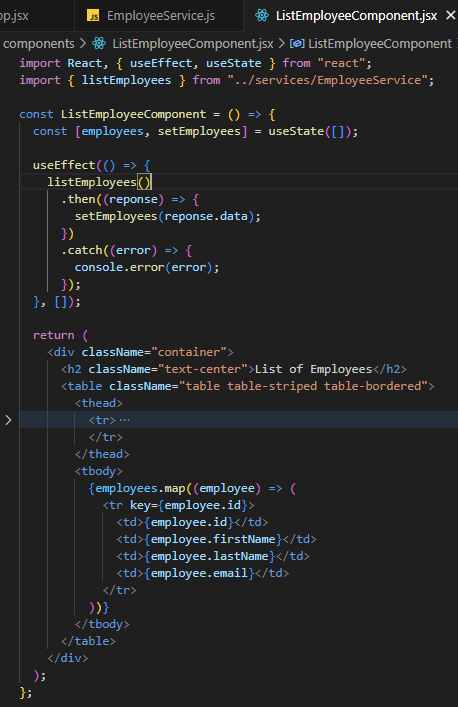 op.jsx JS EmployeeService.js ListEmployeeComponent.jsx
components > ListEmployeeComponent.jsx > ListEmployeeComponent
import React, { useEffect, useState } from "react";
import { listEmployees } from "../services/EmployeeService";
const ListEmployeeComponent = () => {
const [employees, setEmployees] = useState([]);
useEffect(() => {
listEmployees()
.then((reponse) => {
setEmployees(reponse.data);
})
.catch((error) => {
console.error(error);
});
}, []);
return (
<div className="container">
<h2 className="text-center">List of Employees</h2>
<table className="table table-striped table-bordered">
<thead>
<tr>…
</tr>
</thead>
<tbody>
{employees.map((employee) => (
<tr key={employee.id}>
<td>{employee.id}</td>
<td>{employee.firstName}</td>
<td>{employee.lastName}</td>
<td>{employee.email}</td>
</tr>
))}
</tbody>
</table>
</div>
);
};